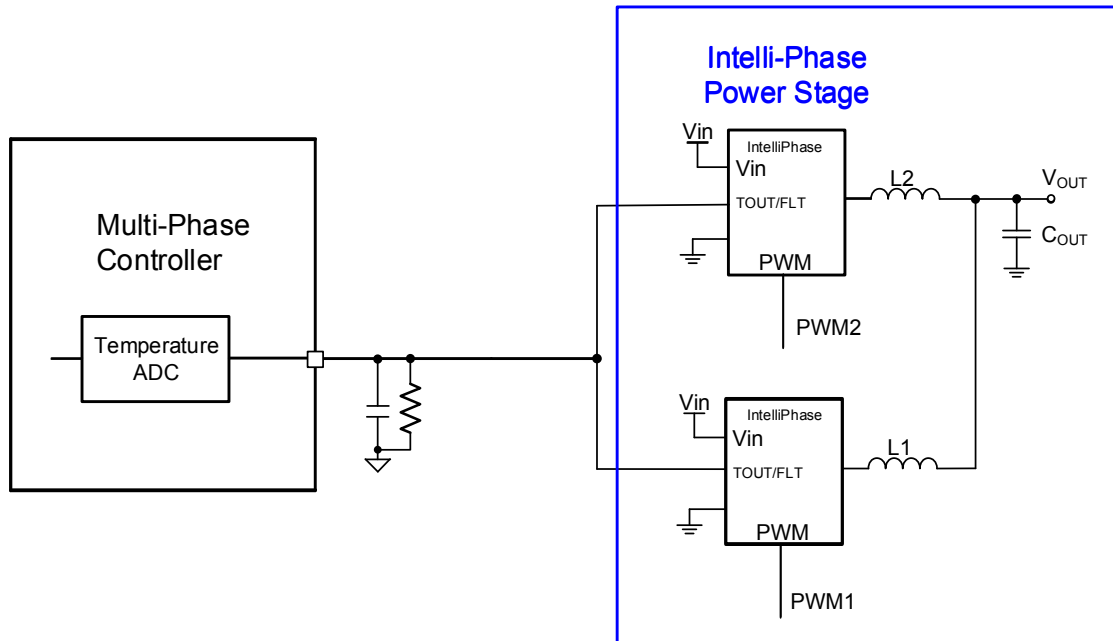 Intelli-Phase
Power Stage
Multi-Phase
Controller
Temperature
ADC
Vin
IntelliPhase
Vin
TOUT/FLT
PWM
PWM2
L2
VOUT
COUT
Vin
IntelliPhase
Vin
TOUT/FLT
PWM
PWM1
L1